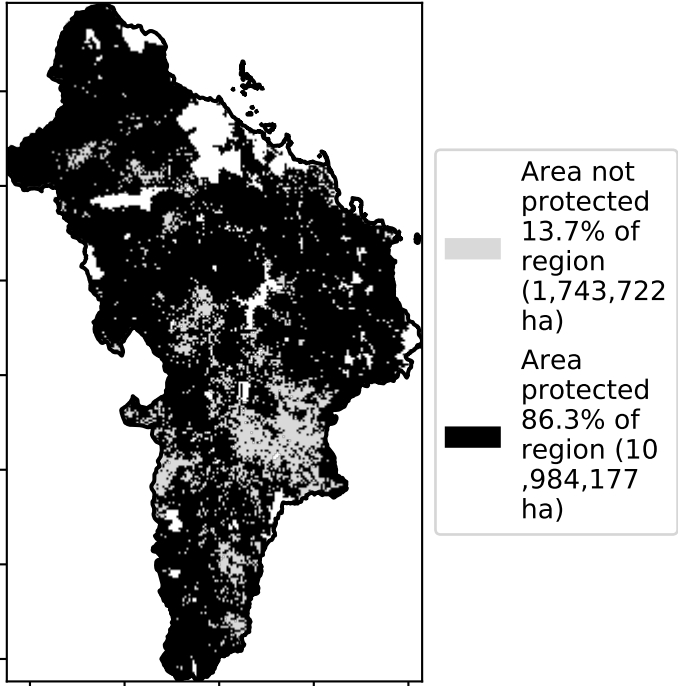 Area not
protected
13.7% of
region
(1,743,722
ha)
Area
protected
86.3% of
region (10
,984,177
ha)